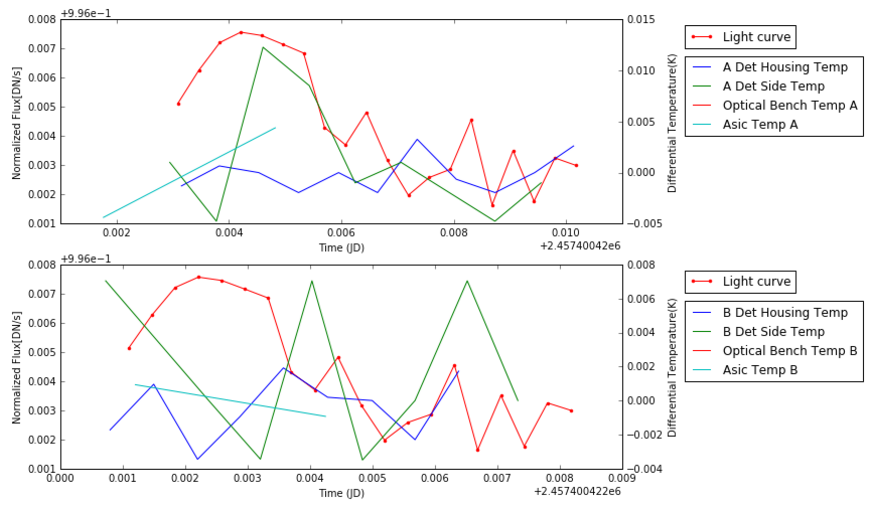 +9.96e−1
0.008
0.007
0.006
0.005
0.004
0.003
0.002
0.001
Normalized Flux[DN/s]
0.002
0.004
0.006
0.008
0.010
Time (JD)
+2.45740042e6
0.015
0.010
0.005
0.000
−0.005
Differential Temperature(K)
Light curve
A Det Housing Temp
A Det Side Temp
Optical Bench Temp A
Asic Temp A
+9.96e−1
0.008
0.007
0.006
0.005
0.004
0.003
0.002
0.001
Normalized Flux[DN/s]
0.000
0.001
0.002
0.003
0.004
0.005
0.006
0.007
0.008
0.009
Time (JD)
+2.457400422e6
0.008
0.006
0.004
0.002
0.000
−0.002
−0.004
Differential Temperature(K)
Light curve
B Det Housing Temp
B Det Side Temp
Optical Bench Temp B
Asic Temp B